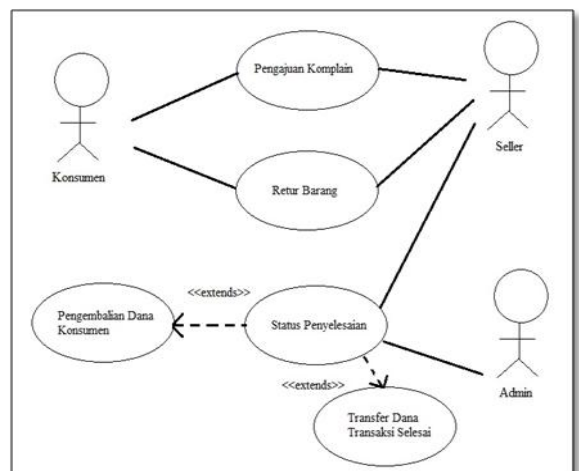 Pengajuan Komplain
Seller
Konsumen
Retur Barang
<<extends>>
Pengembalian Dana
Konsumen
Status Penyelesaian
<<extends>>
Admin
Transfer Dana
Transaksi Selesai